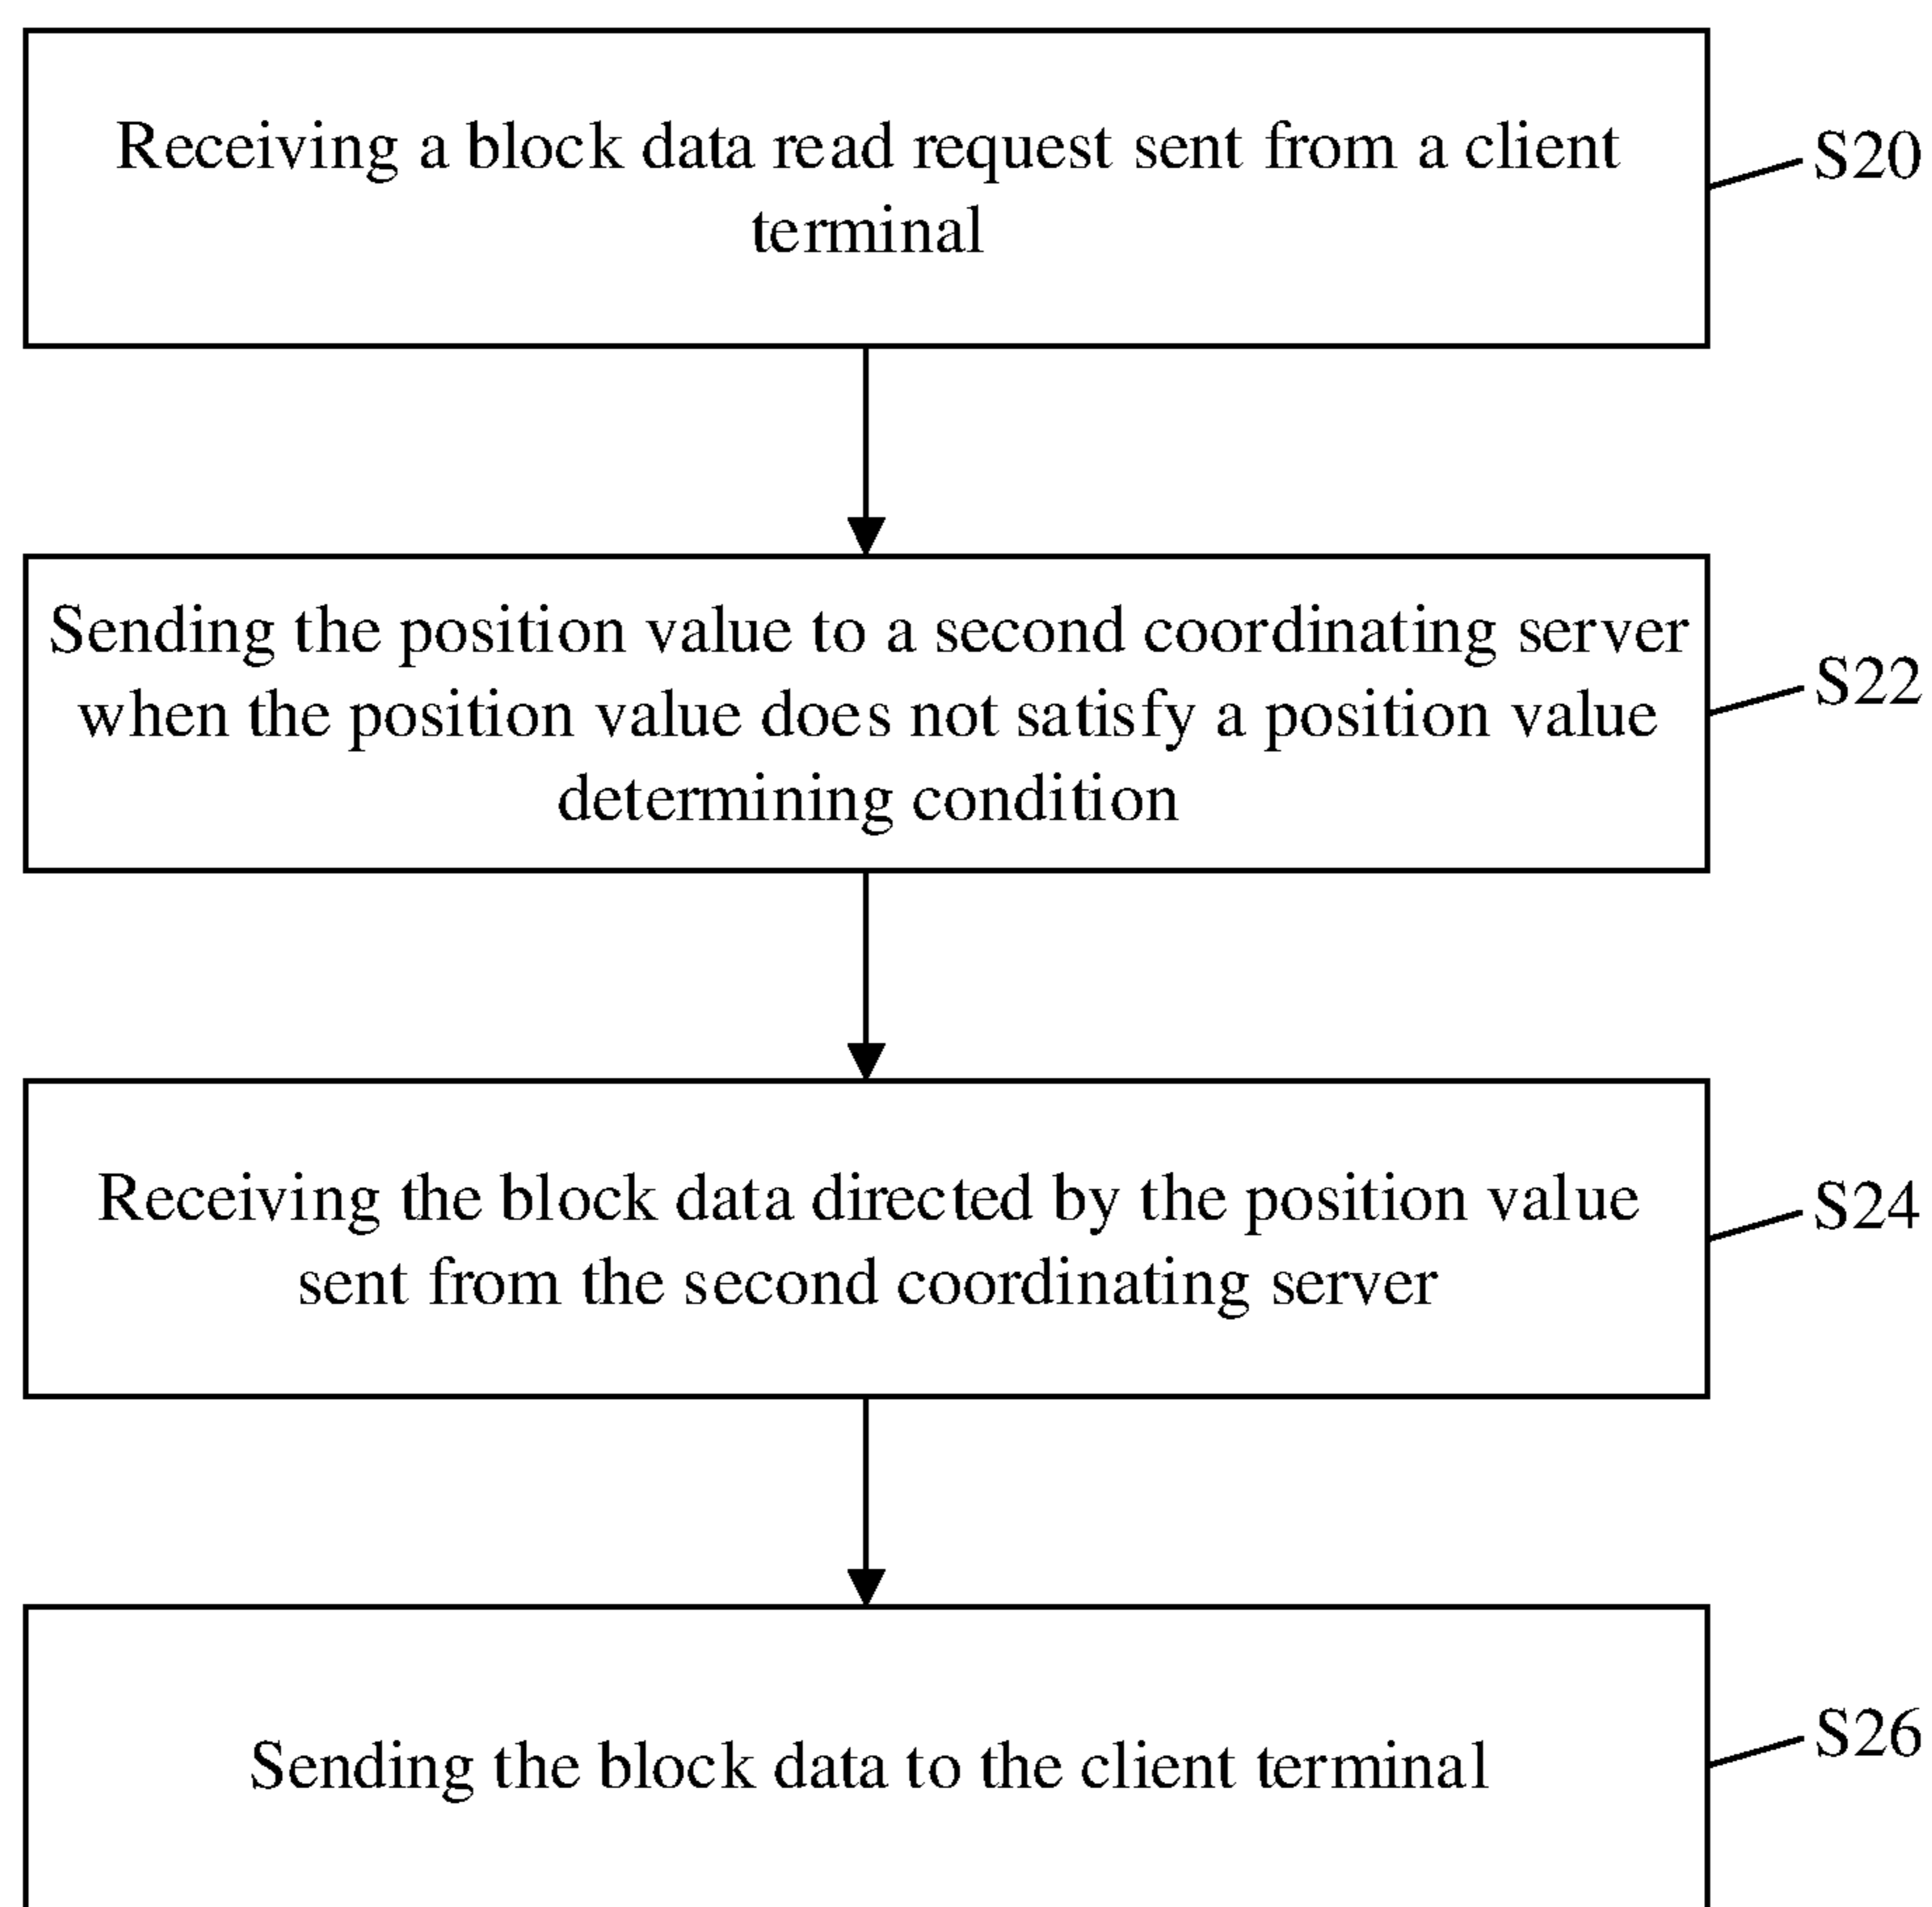 Receiving a block data read request sent from a client
terminal
S20
Sending the position value to a second coordinating server
when the position value does not satisfy a position value
determining condition
S22
Receiving the block data directed by the position value
sent from the second coordinating server
S24
Sending the block data to the client terminal
S26